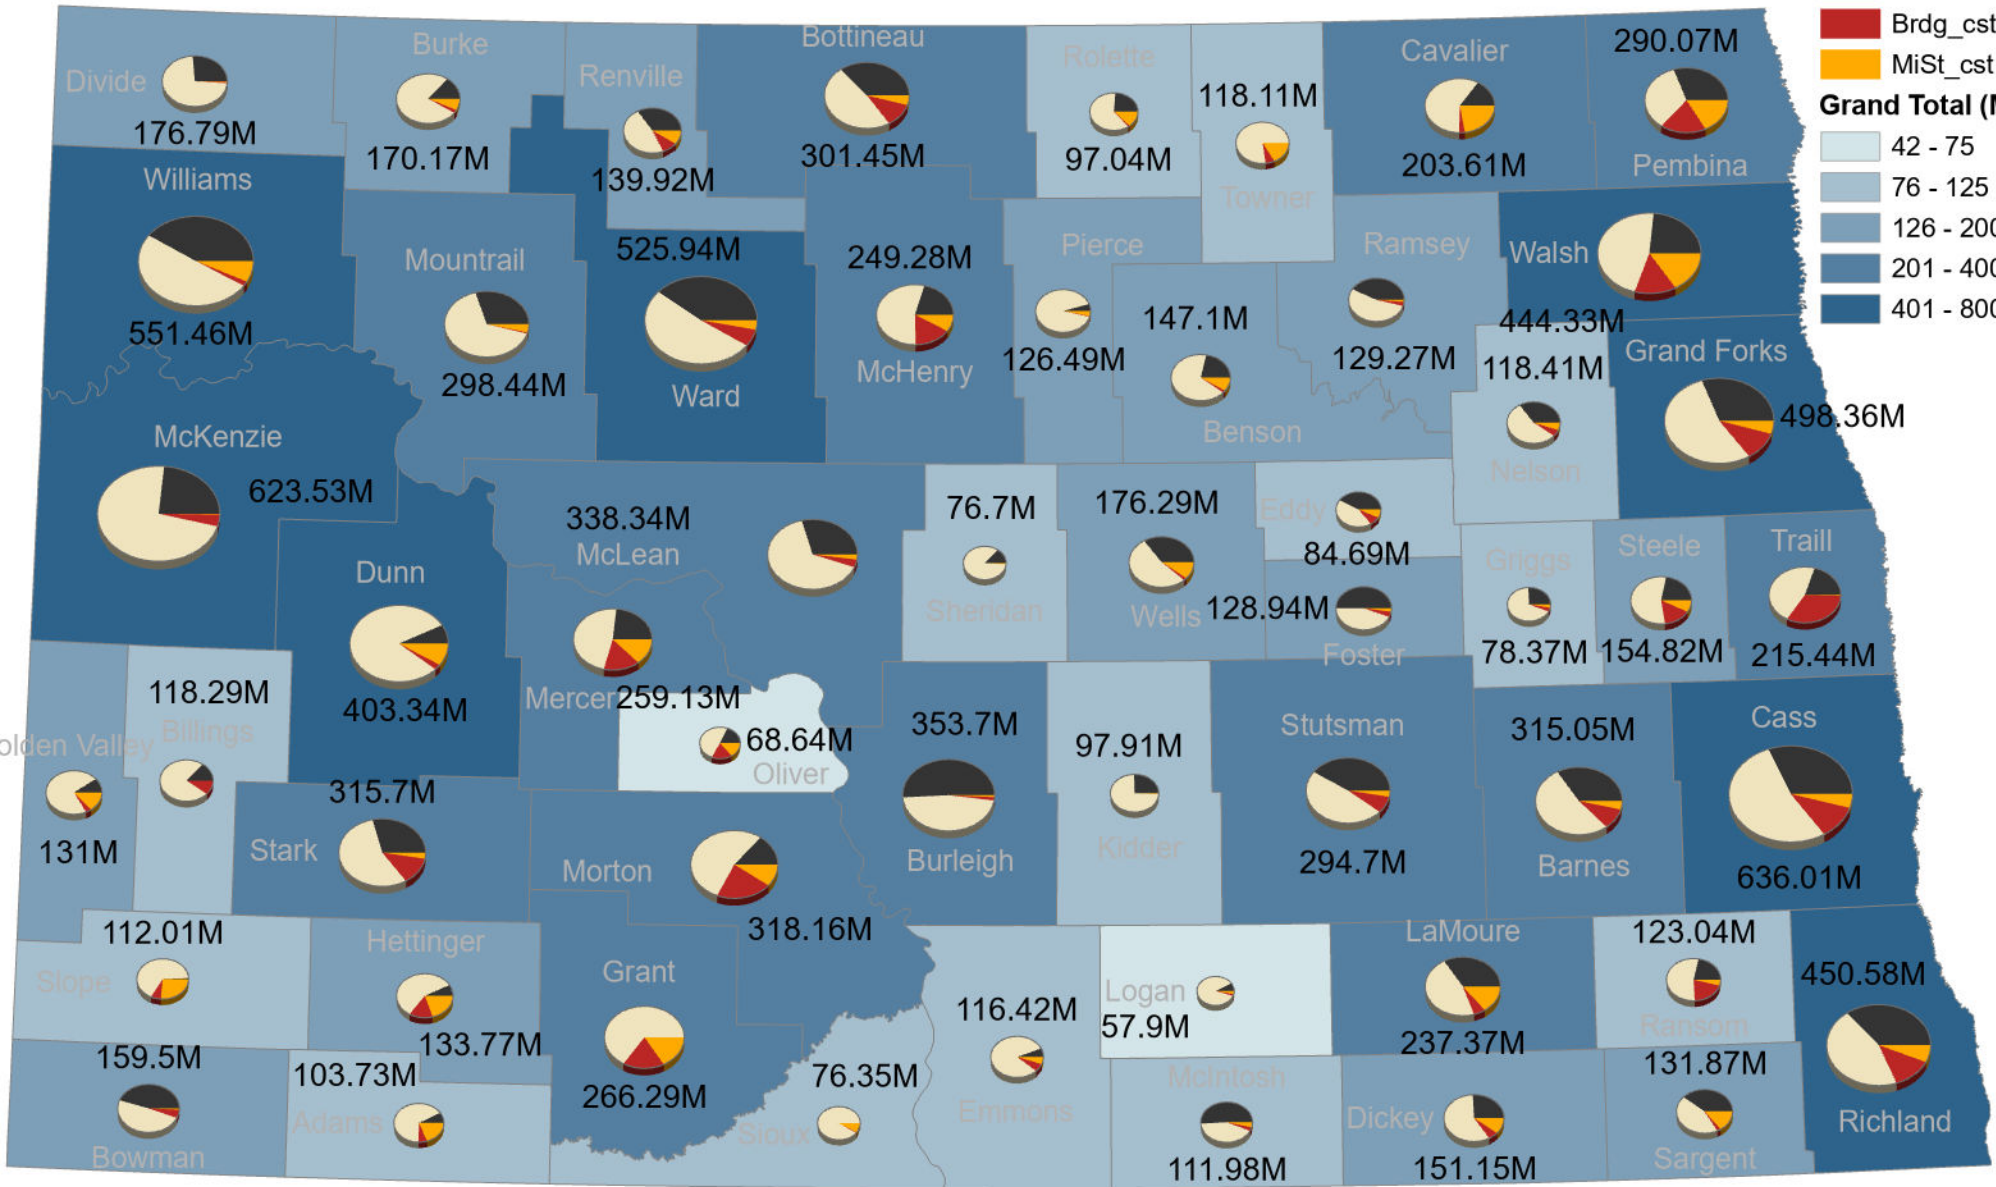 Brdg_cst
MiSt_cst
Grand Total (M
42 - 75
76 - 125
126 - 200
201 - 400
401 - 800
Divide
176.79M
Burke
170.17M
Renville
139.92M
Bottineau
301.45M
Rolette
97.04M
118.11M
Towner
Cavalier
203.61M
290.07M
Pembina
Williams
551.46M
Mountrail
298.44M
525.94M
Ward
249.28M
McHenry
Pierce
126.49M
147.1M
Benson
Ramsey
129.27M
Walsh
444.33M
118.41M
Nelson
Grand Forks
498.36M
McKenzie
623.53M
Dunn
403.34M
338.34M
McLean
76.7M
Sheridan
176.29M
Wells
Eddy
84.69M
128.94M
Foster
Griggs
78.37M
Steele
154.82M
Traill
215.44M
olden Valley
131M
118.29M
Billings
Mercer
259.13M
68.64M
Oliver
315.7M
Stark
Morton
318.16M
353.7M
Burleigh
97.91M
Kidder
Stutsman
294.7M
315.05M
Barnes
Cass
636.01M
112.01M
Slope
Hettinger
133.77M
Grant
266.29M
116.42M
Emmons
Logan
57.9M
LaMoure
237.37M
123.04M
Ransom
450.58M
Richland
159.5M
Bowman
103.73M
Adams
76.35M
Sioux
McIntosh
111.98M
Dickey
151.15M
131.87M
Sargent